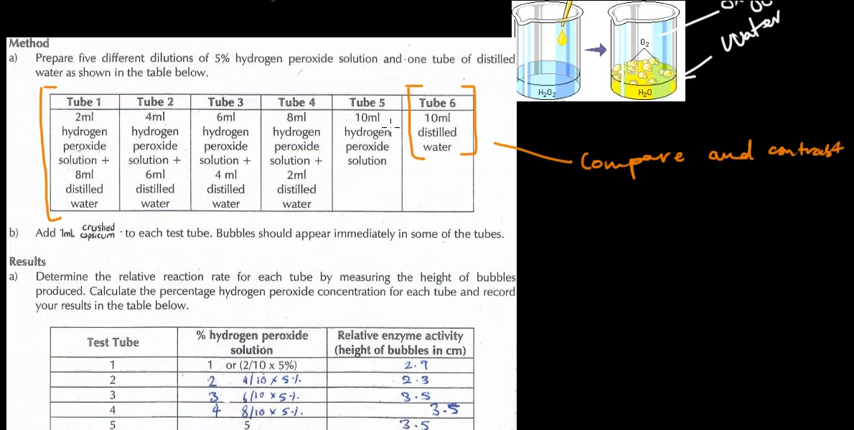 Water
O₂
H₂O₂
H₂O
Method
a) Prepare five different dilutions of 5% hydrogen peroxide solution and one tube of distilled
water as shown in the table below.
Tube 1 Tube 2 Tube 3 Tube 4 Tube 5 Tube 6
2ml 4ml 6ml 8ml 10ml 10ml
hydrogen hydrogen hydrogen hydrogen hydrogen distilled
peroxide peroxide peroxide peroxide peroxide water
solution + solution + solution + solution + solution
8ml 6ml 4 ml 2ml
distilled distilled distilled distilled
water water water water
Compare and contrast
b) Add 1mL crushed capsicum to each test tube. Bubbles should appear immediately in some of the tubes.
Results
a) Determine the relative reaction rate for each tube by measuring the height of bubbles
produced. Calculate the percentage hydrogen peroxide concentration for each tube and record
your results in the table below.
Test Tube % hydrogen peroxide Relative enzyme activity
solution (height of bubbles in cm)
1 1 or (2/10 x 5%) 2.9
2 2 4/10 x 5%. 2.3
3 3 6/10 x 5%. 3.5
4 4 8/10 x 5%. 3.5
5 5 3.5